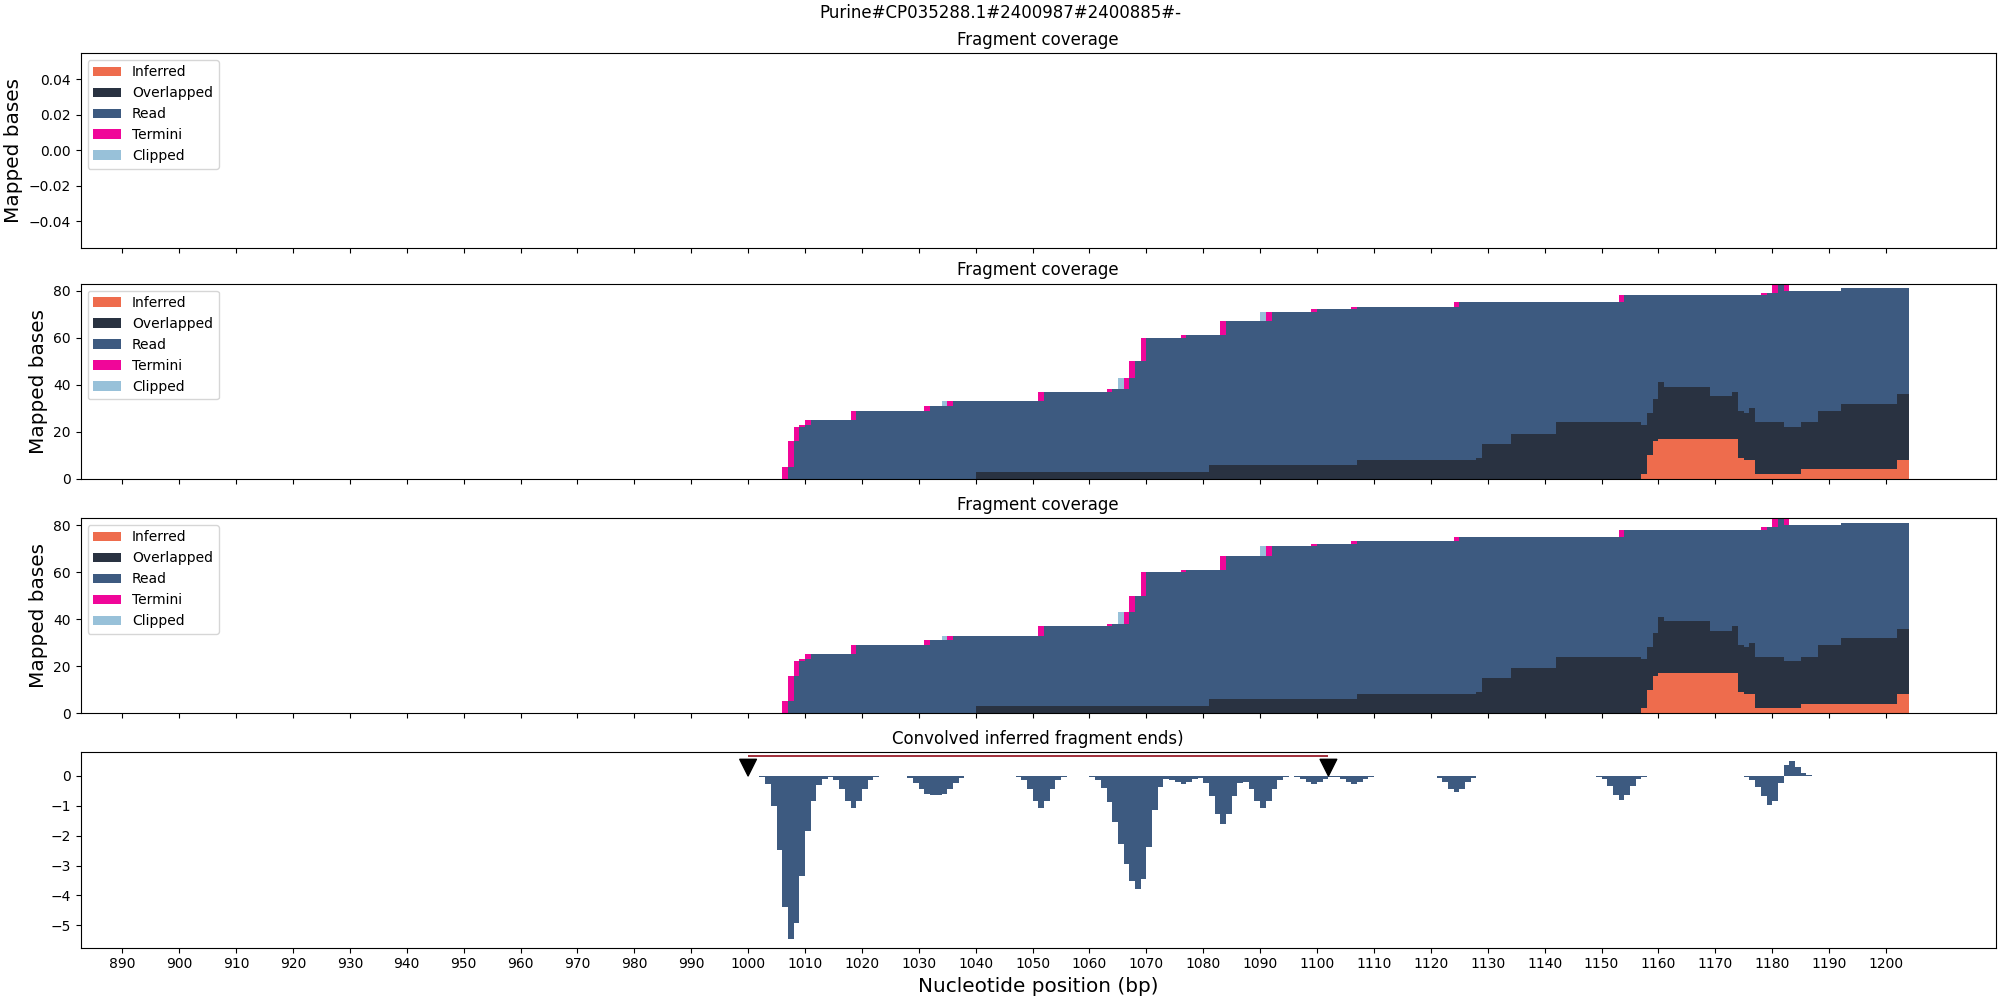 Purine#CP035288.1#2400987#2400885#-
Fragment coverage
Mapped bases
0.04
0.02
0.00
−0.02
−0.04
Inferred
Overlapped
Read
Termini
Clipped
Fragment coverage
Mapped bases
80
60
40
20
0
Inferred
Overlapped
Read
Termini
Clipped
Fragment coverage
Mapped bases
80
60
40
20
0
Inferred
Overlapped
Read
Termini
Clipped
Convolved inferred fragment ends)
0
−1
−2
−3
−4
−5
890 900 910 920 930 940 950 960 970 980 990 1000 1010 1020 1030 1040 1050 1060 1070 1080 1090 1100 1110 1120 1130 1140 1150 1160 1170 1180 1190 1200
Nucleotide position (bp)